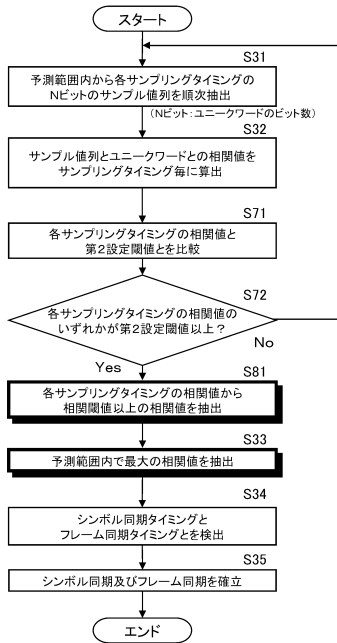 スタート
S31
予測範囲内から各サンプリングタイミングの
Nビットのサンプル値列を順次抽出
（Nビット：ユニークワードのビット数）
S32
サンプル値列とユニークワードとの相関値を
サンプリングタイミング毎に算出
S71
各サンプリングタイミングの相関値と
第２設定閾値とを比較
S72
各サンプリングタイミングの相関値の
いずれかが第２設定閾値以上？
No
Yes
S81
各サンプリングタイミングの相関値から
相関閾値以上の相関値を抽出
S33
予測範囲内で最大の相関値を抽出
S34
シンボル同期タイミングと
フレーム同期タイミングとを検出
S35
シンボル同期及びフレーム同期を確立
エンド